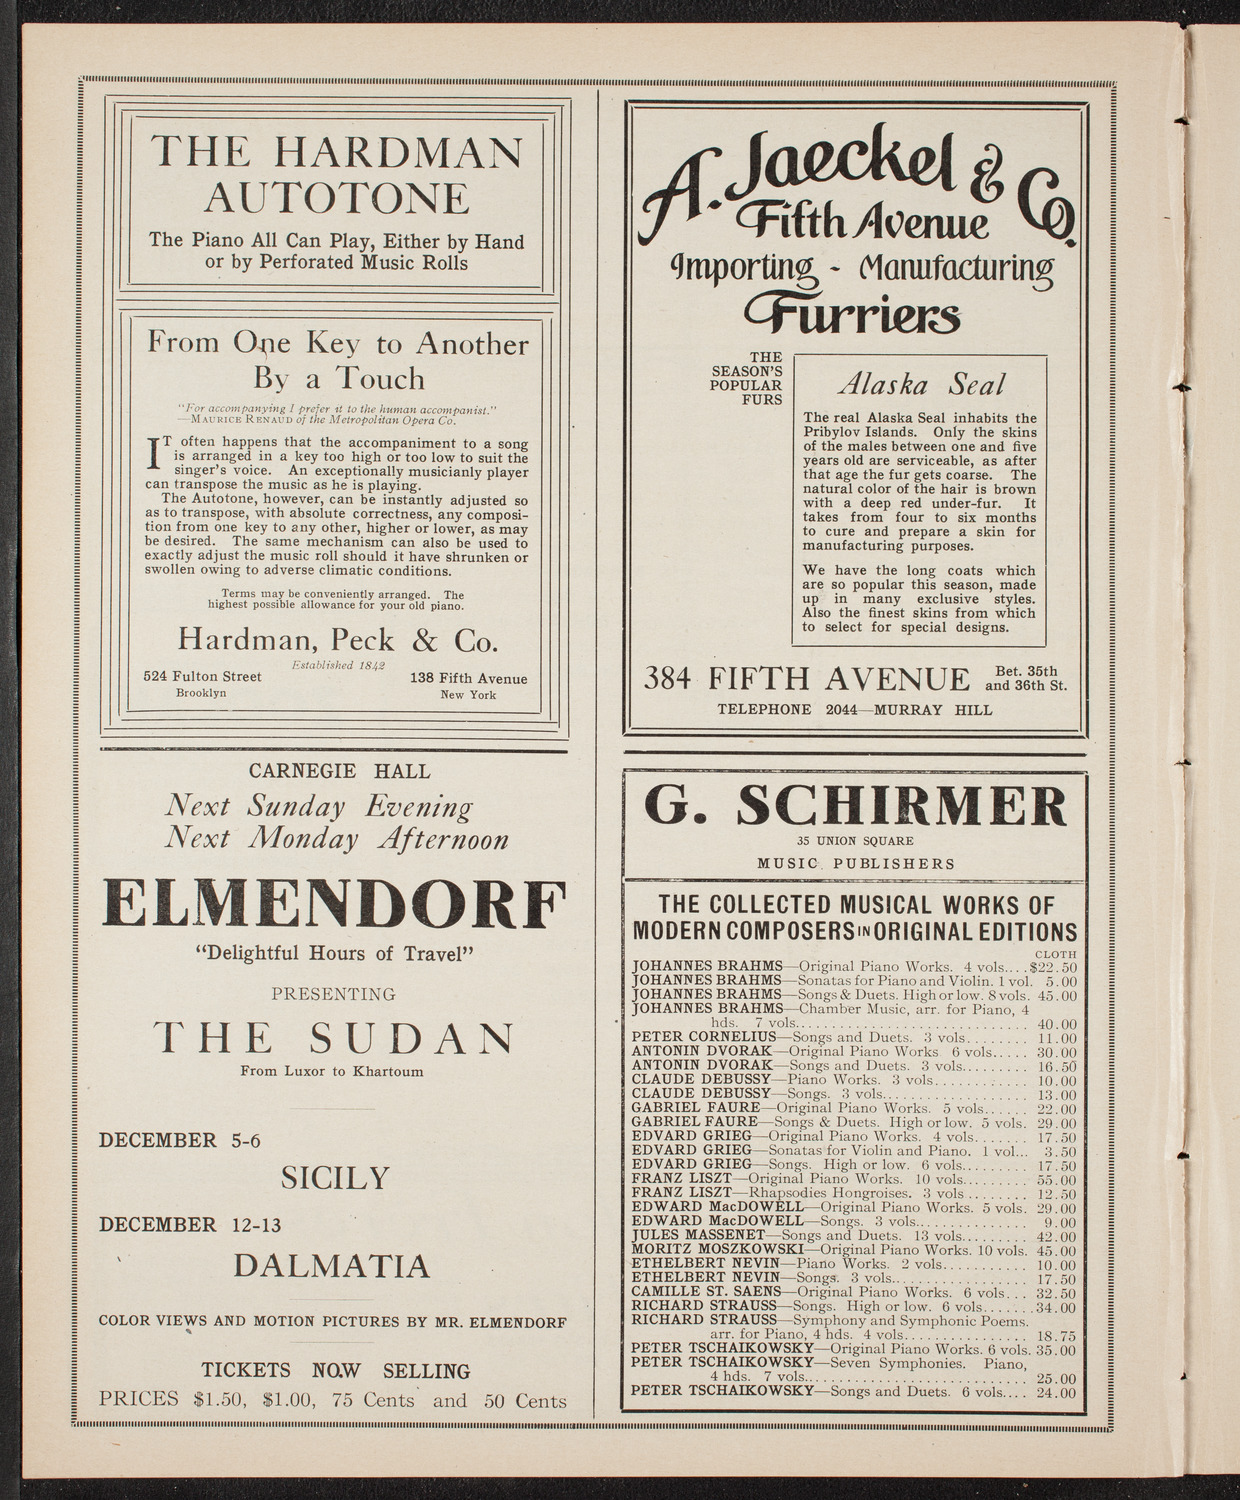 THE HARDMAN
AUTOTONE
The Piano All Can Play, Either by Hand
or by Perforated Music Rolls
From One Key to Another
By a Touch
"For accompanying I prefer it to the human accompanist."
—MAURICE RENAUD of the Metropolitan Opera Co.
IT often happens that the accompaniment to a song
is arranged in a key too high or too low to suit the
singer's voice. An exceptionally musicianly player
can transpose the music as he is playing.
The Autotone, however, can be instantly adjusted so
as to transpose, with absolute correctness, any composi-
tion from one key to any other, higher or lower, as may
be desired. The same mechanism can also be used to
exactly adjust the music roll should it have shrunken or
swollen owing to adverse climatic conditions.
Terms may be conveniently arranged. The
highest possible allowance for your old piano.
Hardman, Peck & Co.
Established 1842
524 Fulton Street 138 Fifth Avenue
Brooklyn New York
CARNEGIE HALL
Next Sunday Evening
Next Monday Afternoon
ELMENDORF
"Delightful Hours of Travel"
PRESENTING
THE SUDAN
From Luxor to Khartoum
DECEMBER 5-6
SICILY
DECEMBER 12-13
DALMATIA
COLOR VIEWS AND MOTION PICTURES BY MR. ELMENDORF
TICKETS NOW SELLING
PRICES $1.50, $1.00, 75 Cents and 50 Cents
A. Jaeckel & Co.
Fifth Avenue
Importing - Manufacturing
Furriers
THE
SEASON'S
POPULAR
FURS
Alaska Seal
The real Alaska Seal inhabits the
Pribylov Islands. Only the skins
of the males between one and five
years old are serviceable, as after
that age the fur gets coarse. The
natural color of the hair is brown
with a deep red under-fur. It
takes from four to six months
to cure and prepare a skin for
manufacturing purposes.
We have the long coats which
are so popular this season, made
up in many exclusive styles.
Also the finest skins from which
to select for special designs.
384 FIFTH AVENUE Bet. 35th
and 36th St.
TELEPHONE 2044—MURRAY HILL
G. SCHIRMER
35 UNION SQUARE
MUSIC PUBLISHERS
THE COLLECTED MUSICAL WORKS OF
MODERN COMPOSERS IN ORIGINAL EDITIONS
CLOTH
JOHANNES BRAHMS—Original Piano Works. 4 vols....$22.50
JOHANNES BRAHMS—Sonatas for Piano and Violin. 1 vol. 5.00
JOHANNES BRAHMS—Songs & Duets. High or low. 8 vols. 45.00
JOHANNES BRAHMS—Chamber Music, arr. for Piano, 4
hds. 7 vols............................... 40.00
PETER CORNELIUS—Songs and Duets. 3 vols........ 11.00
ANTONIN DVORAK—Original Piano Works 6 vols..... 30.00
ANTONIN DVORAK—Songs and Duets. 3 vols......... 16.50
CLAUDE DEBUSSY—Piano Works. 3 vols............ 10.00
CLAUDE DEBUSSY—Songs. 3 vols.................. 13.00
GABRIEL FAURE—Original Piano Works. 5 vols...... 22.00
GABRIEL FAURE—Songs & Duets. High or low. 5 vols. 29.00
EDVARD GRIEG—Original Piano Works. 4 vols....... 17.50
EDVARD GRIEG—Sonatas for Violin and Piano. 1 vol... 3.50
EDVARD GRIEG—Songs. High or low. 6 vols......... 17.50
FRANZ LISZT—Original Piano Works. 10 vols........ 55.00
FRANZ LISZT—Rhapsodies Hongroises. 3 vols ........ 12.50
EDWARD MacDOWELL—Original Piano Works. 5 vols. 29.00
EDWARD MacDOWELL—Songs. 3 vols.............. 9.00
JULES MASSENET—Songs and Duets. 13 vols......... 42.00
MORITZ MOSZKOWSKI—Original Piano Works. 10 vols. 45.00
ETHELBERT NEVIN—Piano Works. 2 vols........... 10.00
ETHELBERT NEVIN—Songs. 3 vols................. 17.50
CAMILLE ST. SAENS—Original Piano Works. 6 vols... 32.50
RICHARD STRAUSS—Songs. High or low. 6 vols.......34.00
RICHARD STRAUSS—Symphony and Symphonic Poems.
arr. for Piano, 4 hds. 4 vols................ 18.75
PETER TSCHAIKOWSKY—Original Piano Works. 6 vols. 35.00
PETER TSCHAIKOWSKY—Seven Symphonies. Piano,
4 hds. 7 vols............................. 25.00
PETER TSCHAIKOWSKY—Songs and Duets. 6 vols.... 24.00